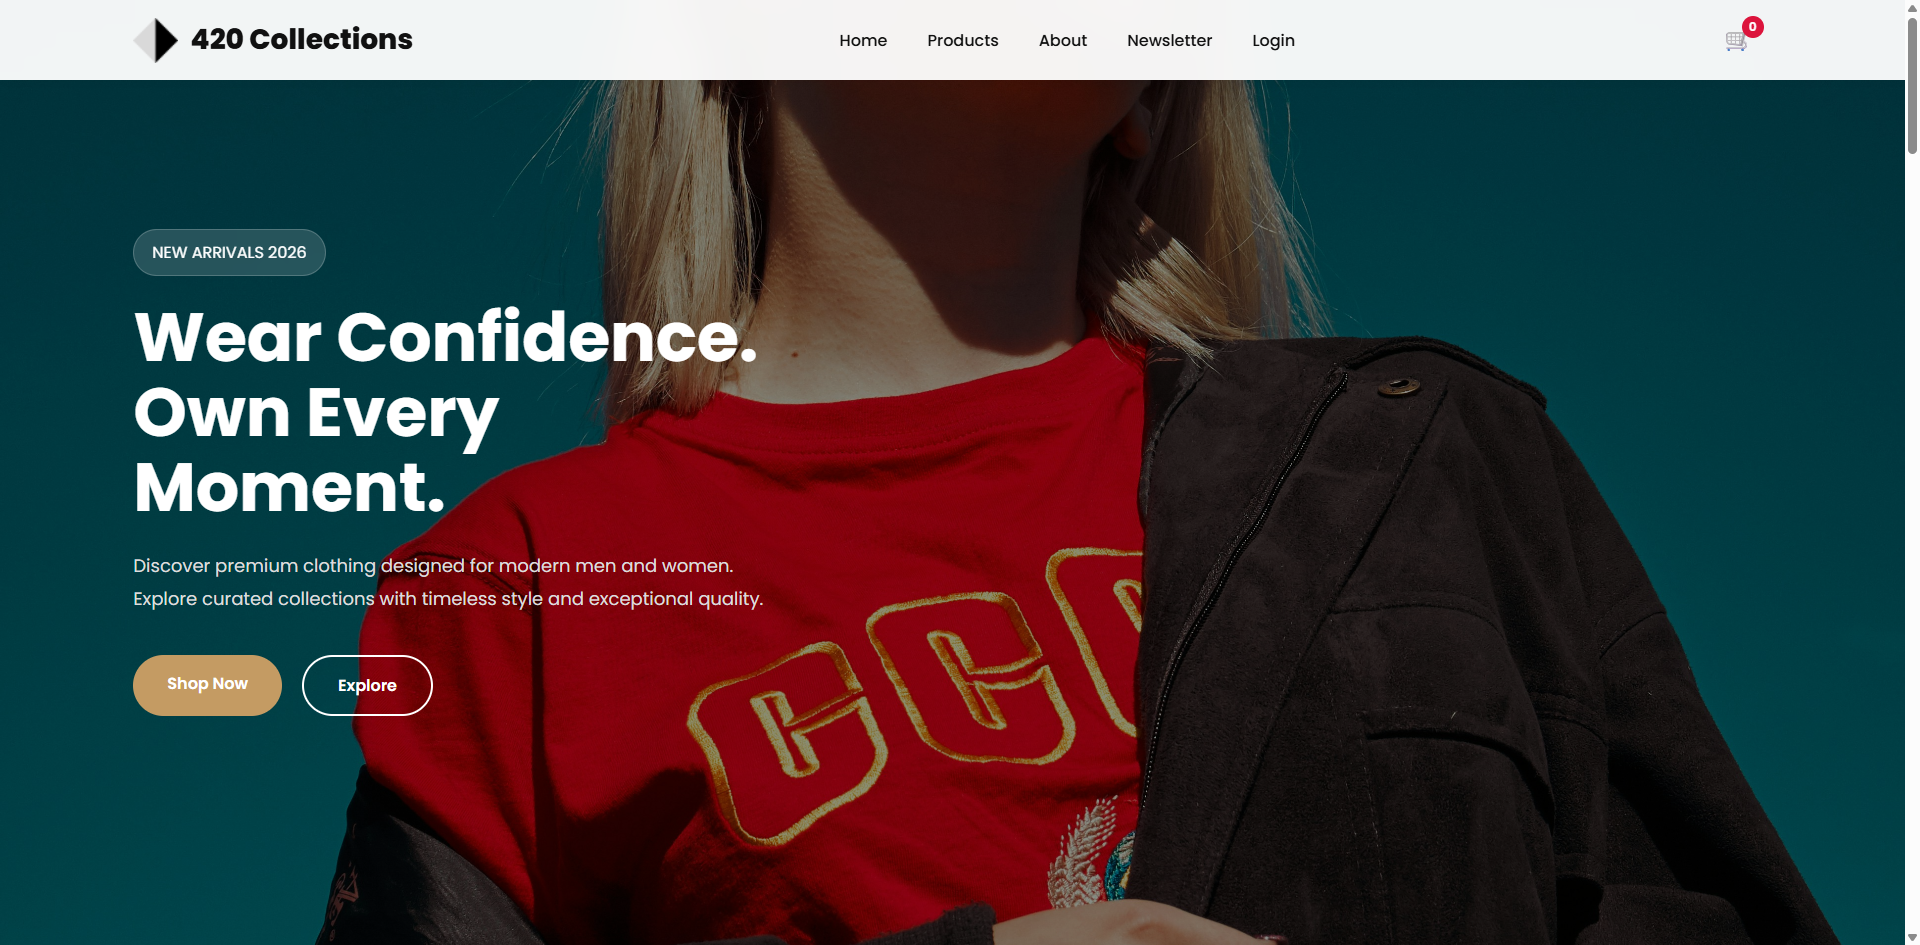 420 Collections
Home
Products
About
Newsletter
Login
0
NEW ARRIVALS 2026
Wear Confidence.
Own Every
Moment.
Discover premium clothing designed for modern men and women.
Explore curated collections with timeless style and exceptional quality.
Shop Now
Explore